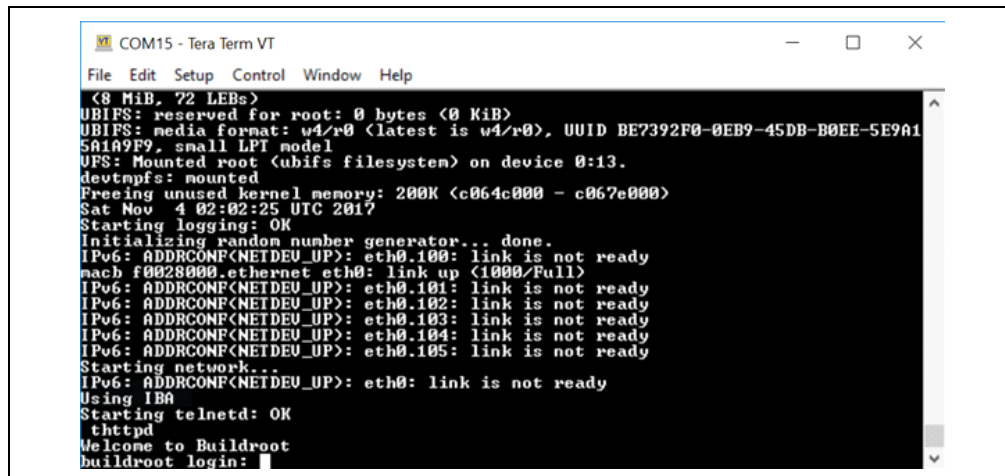 COM15 - Tera Term VT
File Edit Setup Control Window Help
(8 MiB, 72 LEBs)
UBIFS: reserved for root: 0 bytes (0 KiB)
UBIFS: media format: w4/r0 (latest is w4/r0), UUID BE7392F0-0EB9-45DB-B0EE-5E9A1
5A1A9F9, small LPT model
VFS: Mounted root (ubifs filesystem) on device 0:13.
devtmpfs: mounted
Freeing unused kernel memory: 200K (c064c000 - c067e000)
Sat Nov  4 02:02:25 UTC 2017
Starting logging: OK
Initializing random number generator... done.
IPv6: ADDRCONF(NETDEV_UP): eth0.100: link is not ready
macb f0028000.ethernet eth0: link up (1000/Full)
IPv6: ADDRCONF(NETDEV_UP): eth0.101: link is not ready
IPv6: ADDRCONF(NETDEV_UP): eth0.102: link is not ready
IPv6: ADDRCONF(NETDEV_UP): eth0.103: link is not ready
IPv6: ADDRCONF(NETDEV_UP): eth0.104: link is not ready
IPv6: ADDRCONF(NETDEV_UP): eth0.105: link is not ready
Starting network...
IPv6: ADDRCONF(NETDEV_UP): eth0: link is not ready
Using IBA
Starting telnetd: OK
thttpd
Welcome to Buildroot
buildroot login: